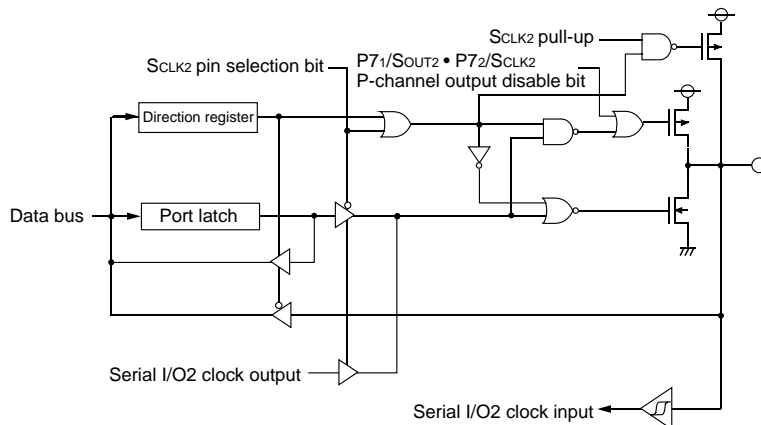 SCLK2 pull-up
P71/SOUT2 • P72/SCLK2
P-channel output disable bit
SCLK2 pin selection bit
Direction register
Data bus
Port latch
Serial I/O2 clock output
Serial I/O2 clock input